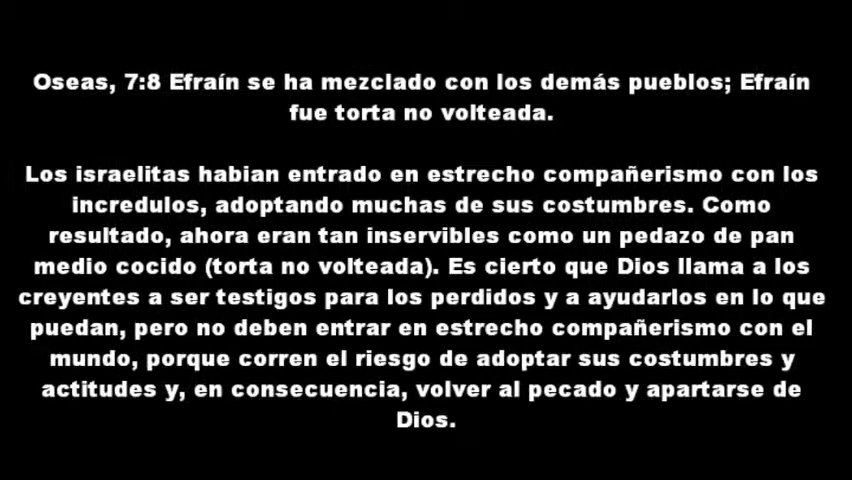 Oseas, 7:8 Efraín se ha mezclado con los demás pueblos; Efraín
fue torta no volteada.
Los israelitas habian entrado en estrecho compañerismo con los
incredulos, adoptando muchas de sus costumbres. Como
resultado, ahora eran tan inservibles como un pedazo de pan
medio cocido (torta no volteada). Es cierto que Dios llama a los
creyentes a ser testigos para los perdidos y a ayudarlos en lo que
puedan, pero no deben entrar en estrecho compañerismo con el
mundo, porque corren el riesgo de adoptar sus costumbres y
actitudes y, en consecuencia, volver al pecado y apartarse de
Dios.